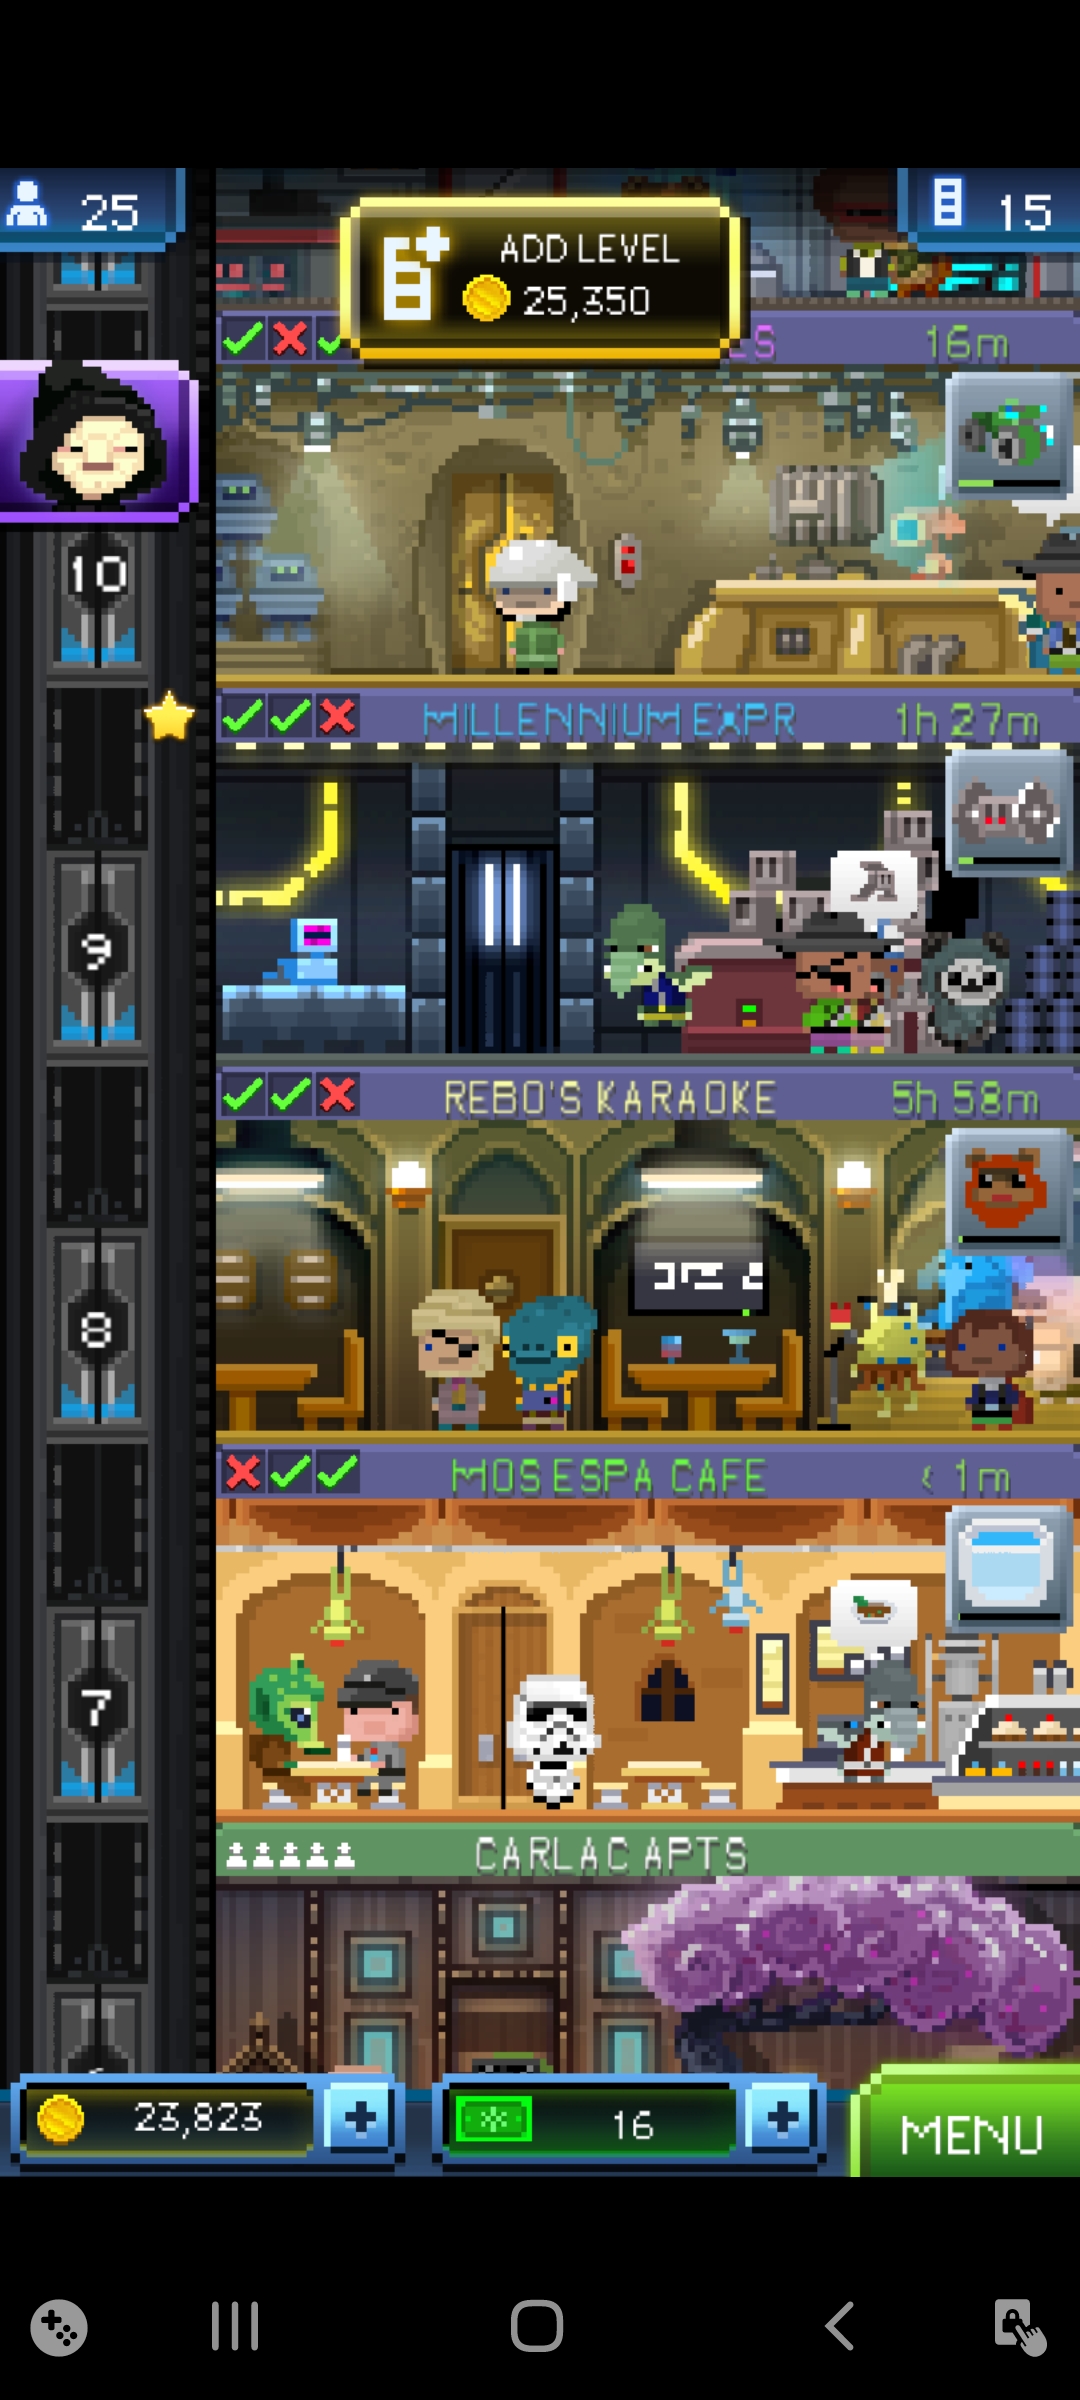 25
15
ADD LEVEL
25,350
16m
10
MILLENNIUM EXPR
1h 27m
9
REBO'S KARAOKE
5h 58m
8
MOS ESPA CAFE
< 1m
7
CARLAC APTS
23,823
16
MENU